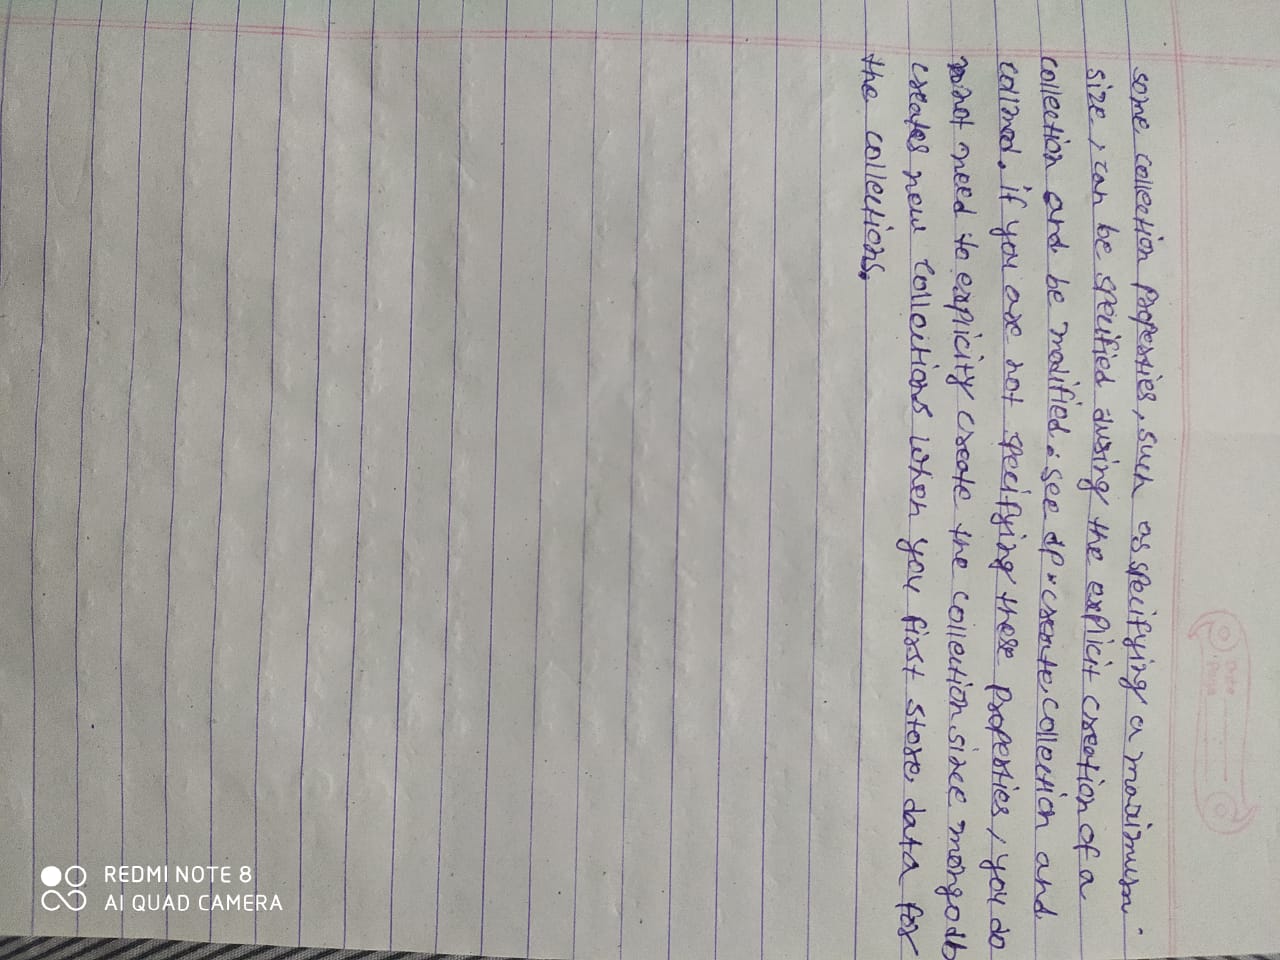 Date
Page
some collection properties, such as specifying a maximum
size, can be specified during the explicit creation of a
collection and be modified. see dp.create collection and
collmod. if you are not specifying these properties, you do
not need to explicity create the collection since mongodb
creates new collections when you first store data for
the collections.
REDMI NOTE 8
AI QUAD CAMERA